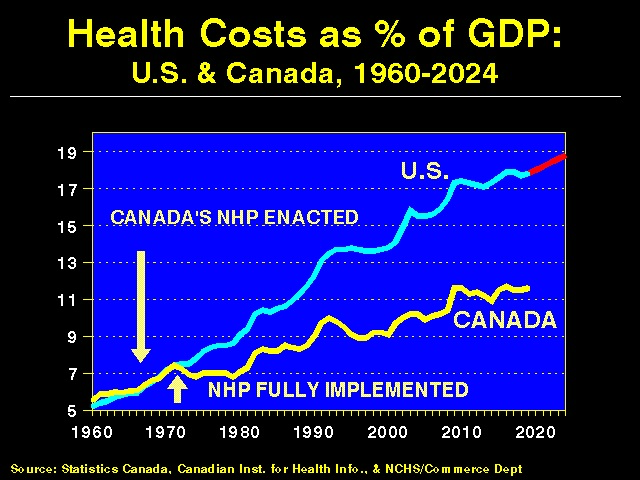 Health Costs as % of GDP:
U.S. & Canada, 1960-2024
19
U.S.
17
CANADA'S NHP ENACTED
15
13
11
CANADA
9
7
NHP FULLY IMPLEMENTED
5
1960 1970 1980 1990 2000 2010 2020
Source: Statistics Canada, Canadian Inst. for Health Info., & NCHS/Commerce Dept